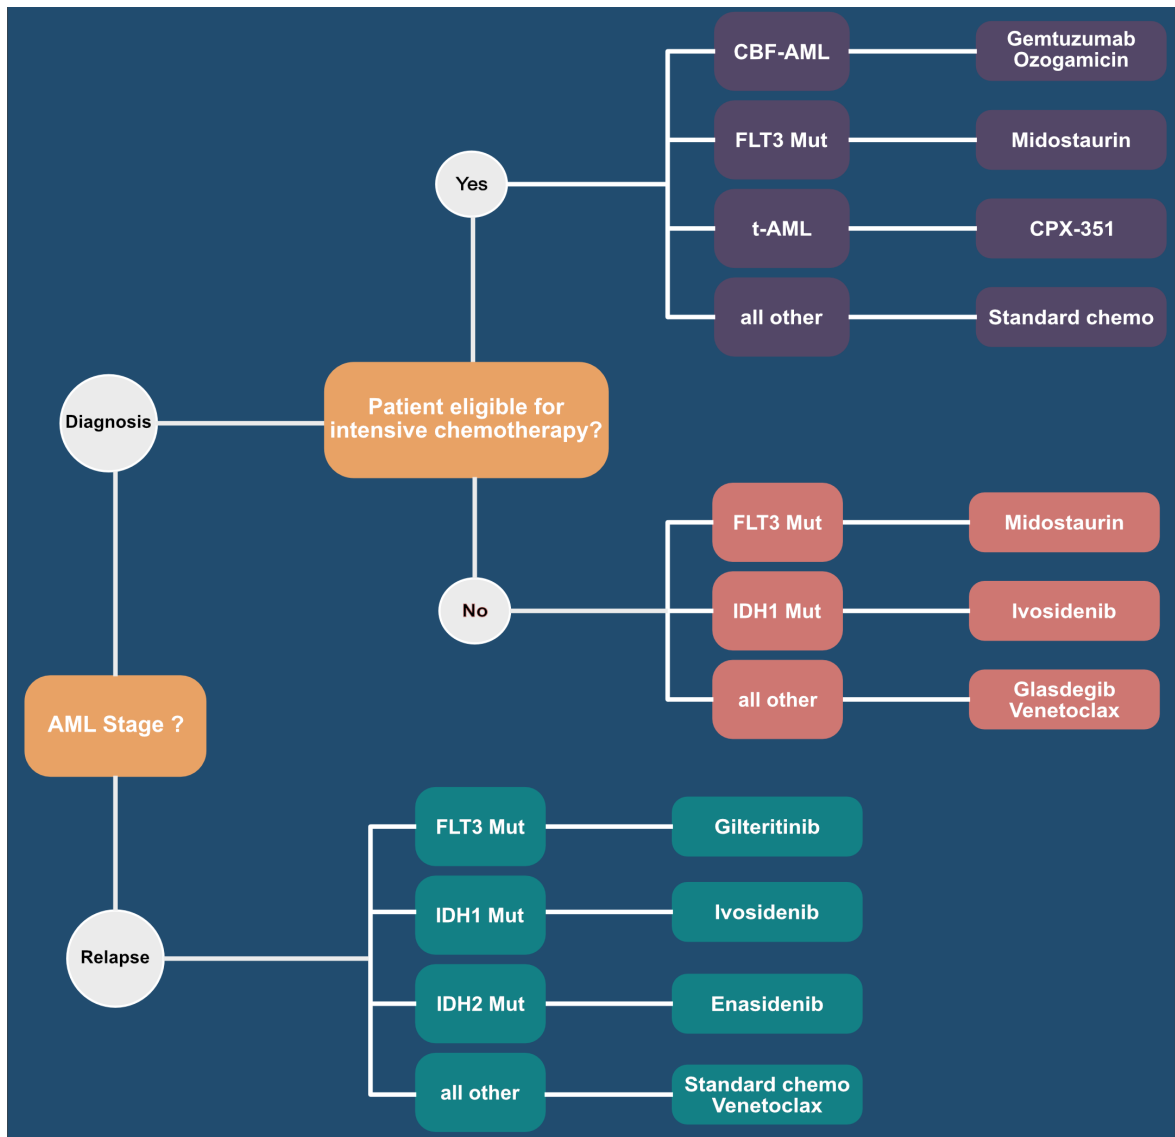 CBF-AML
Gemtuzumab
Ozogamicin
FLT3 Mut
Midostaurin
Yes
t-AML
CPX-351
all other
Standard chemo
Diagnosis
Patient eligible for
intensive chemotherapy?
FLT3 Mut
Midostaurin
No
IDH1 Mut
Ivosidenib
all other
Glasdegib
Venetoclax
AML Stage ?
FLT3 Mut
Gilteritinib
IDH1 Mut
Ivosidenib
Relapse
IDH2 Mut
Enasidenib
all other
Standard chemo
Venetoclax